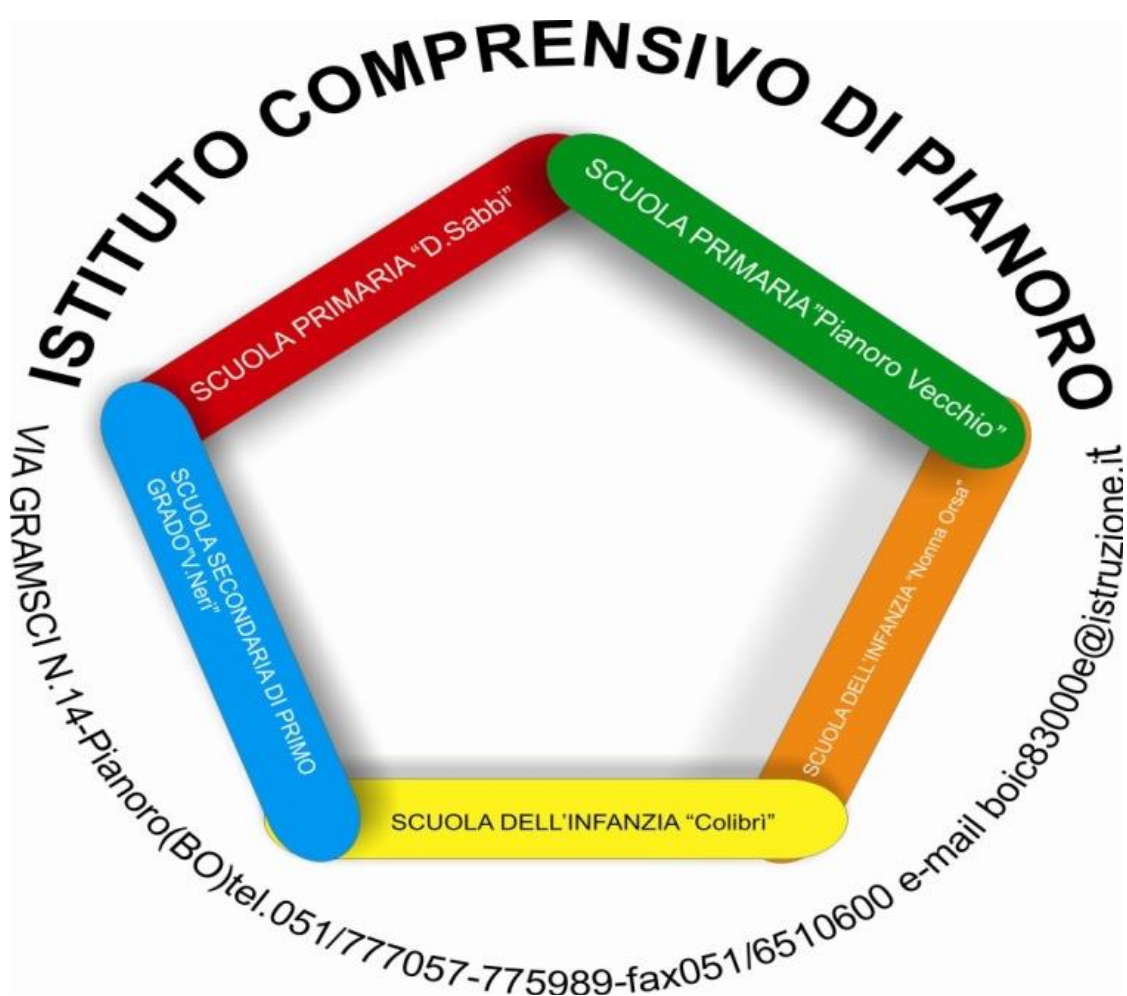 ISTITUTO COMPRENSIVO DI PIANORO
SCUOLA PRIMARIA “D.Sabbi”
SCUOLA PRIMARIA”Pianoro Vecchio”
SCUOLA SECONDARIA DI PRIMO
GRADO”V.Neri”
SCUOLA DELL’INFANZIA “Nonna Orsa”
SCUOLA DELL’INFANZIA “Colibrì”
VIA GRAMSCI N.14-Pianoro(BO)tel.051/777057-775989-fax051/6510600 e-mail boic83000e@istruzione.it